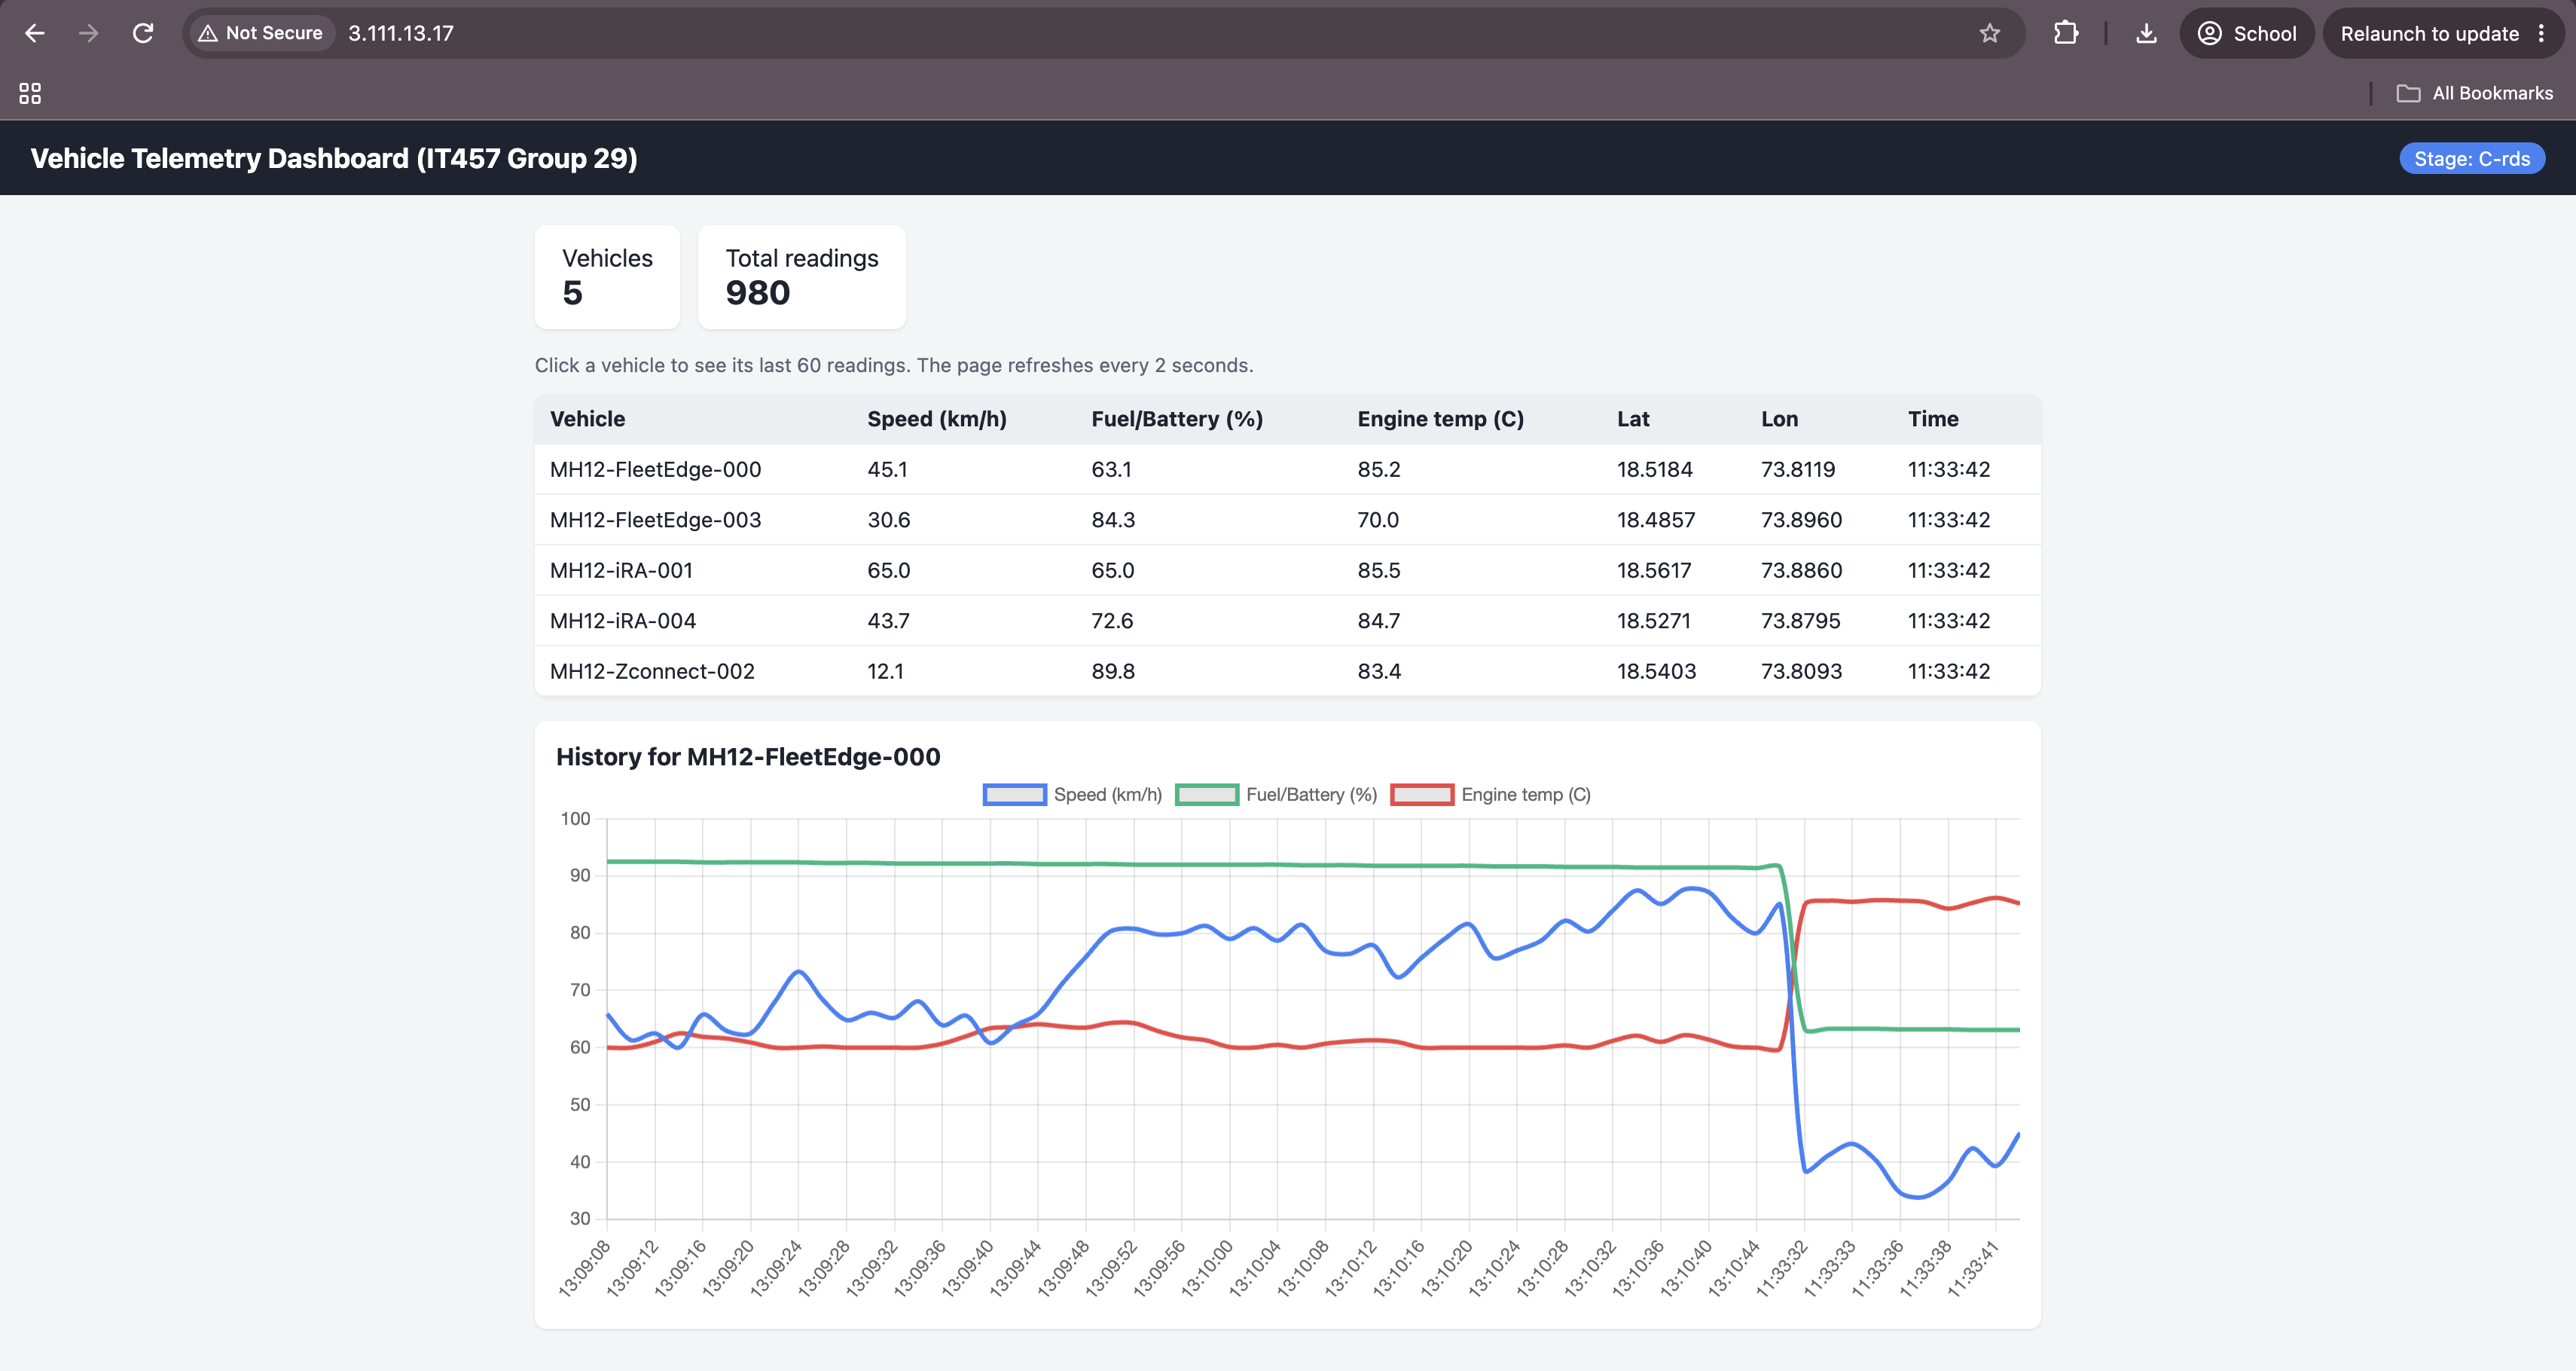 Not Secure 3.111.13.17 School Relaunch to update
All Bookmarks
Vehicle Telemetry Dashboard (IT457 Group 29) Stage: C-rds
Vehicles Total readings
5 980
Click a vehicle to see its last 60 readings. The page refreshes every 2 seconds.
Vehicle Speed (km/h) Fuel/Battery (%) Engine temp (C) Lat Lon Time
MH12-FleetEdge-000 45.1 63.1 85.2 18.5184 73.8119 11:33:42
MH12-FleetEdge-003 30.6 84.3 70.0 18.4857 73.8960 11:33:42
MH12-iRA-001 65.0 65.0 85.5 18.5617 73.8860 11:33:42
MH12-iRA-004 43.7 72.6 84.7 18.5271 73.8795 11:33:42
MH12-Zconnect-002 12.1 89.8 83.4 18.5403 73.8093 11:33:42
History for MH12-FleetEdge-000
Speed (km/h) Fuel/Battery (%) Engine temp (C)
100
90
80
70
60
50
40
30
13:09:08 13:09:12 13:09:16 13:09:20 13:09:24 13:09:28 13:09:32 13:09:36 13:09:40 13:09:44 13:09:48 13:09:52 13:09:56 13:10:00 13:10:04 13:10:08 13:10:12 13:10:16 13:10:20 13:10:24 13:10:28 13:10:32 13:10:36 13:10:40 13:10:44 11:33:32 11:33:33 11:33:36 11:33:38 11:33:41